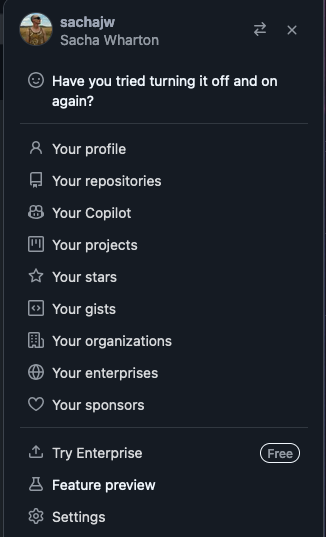 sachajw
Sacha Wharton
Have you tried turning it off and on
again?
Your profile
Your repositories
Your Copilot
Your projects
Your stars
Your gists
Your organizations
Your enterprises
Your sponsors
Try Enterprise Free
Feature preview
Settings